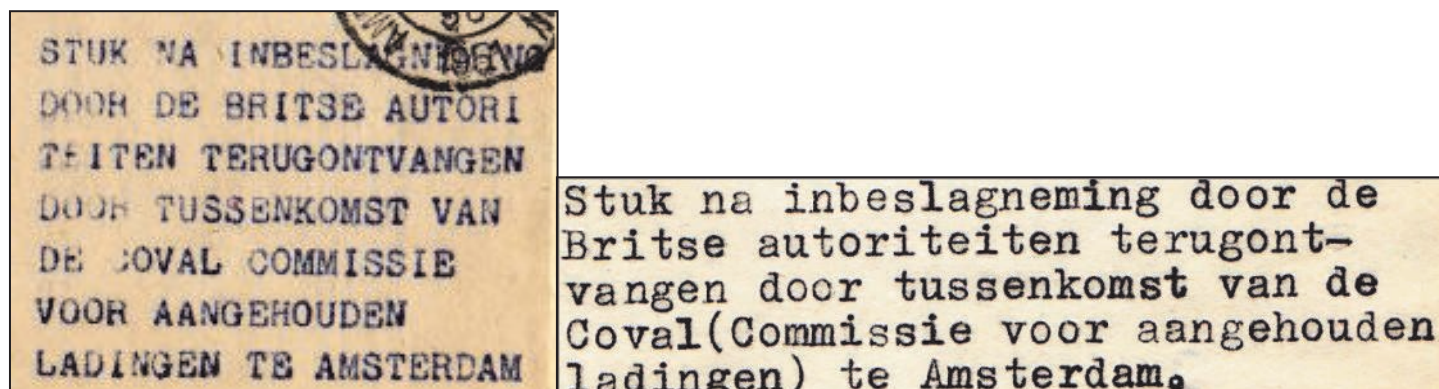 STUK NA INBESLAGNEMING
DOOR DE BRITSE AUTORI
TEITEN TERUGONTVANGEN
DOOR TUSSENKOMST VAN
DE COVAL COMMISSIE
VOOR AANGEHOUDEN
LADINGEN TE AMSTERDAM
Stuk na inbeslagneming door de
Britse autoriteiten terugont-
vangen door tussenkomst van de
Coval(Commissie voor aangehouden
ladingen) te Amsterdam.